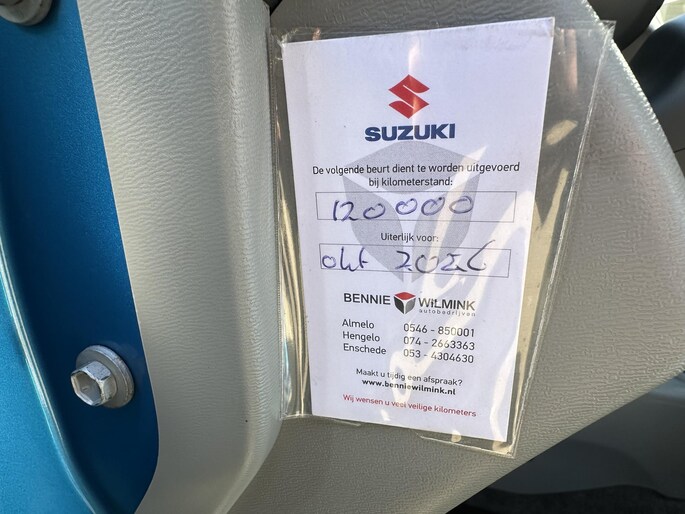 SUZUKI
De volgende beurt dient te worden uitgevoerd
bij kilometerstand:
120000
Uiterlijk voor:
okt 2026
BENNIE WILMINK
autobedrijven
Almelo 0546 - 850001
Hengelo 074 - 2663363
Enschede 053 - 4304630
Maakt u tijdig een afspraak?
www.benniewilmink.nl
Wij wensen u veel veilige kilometers